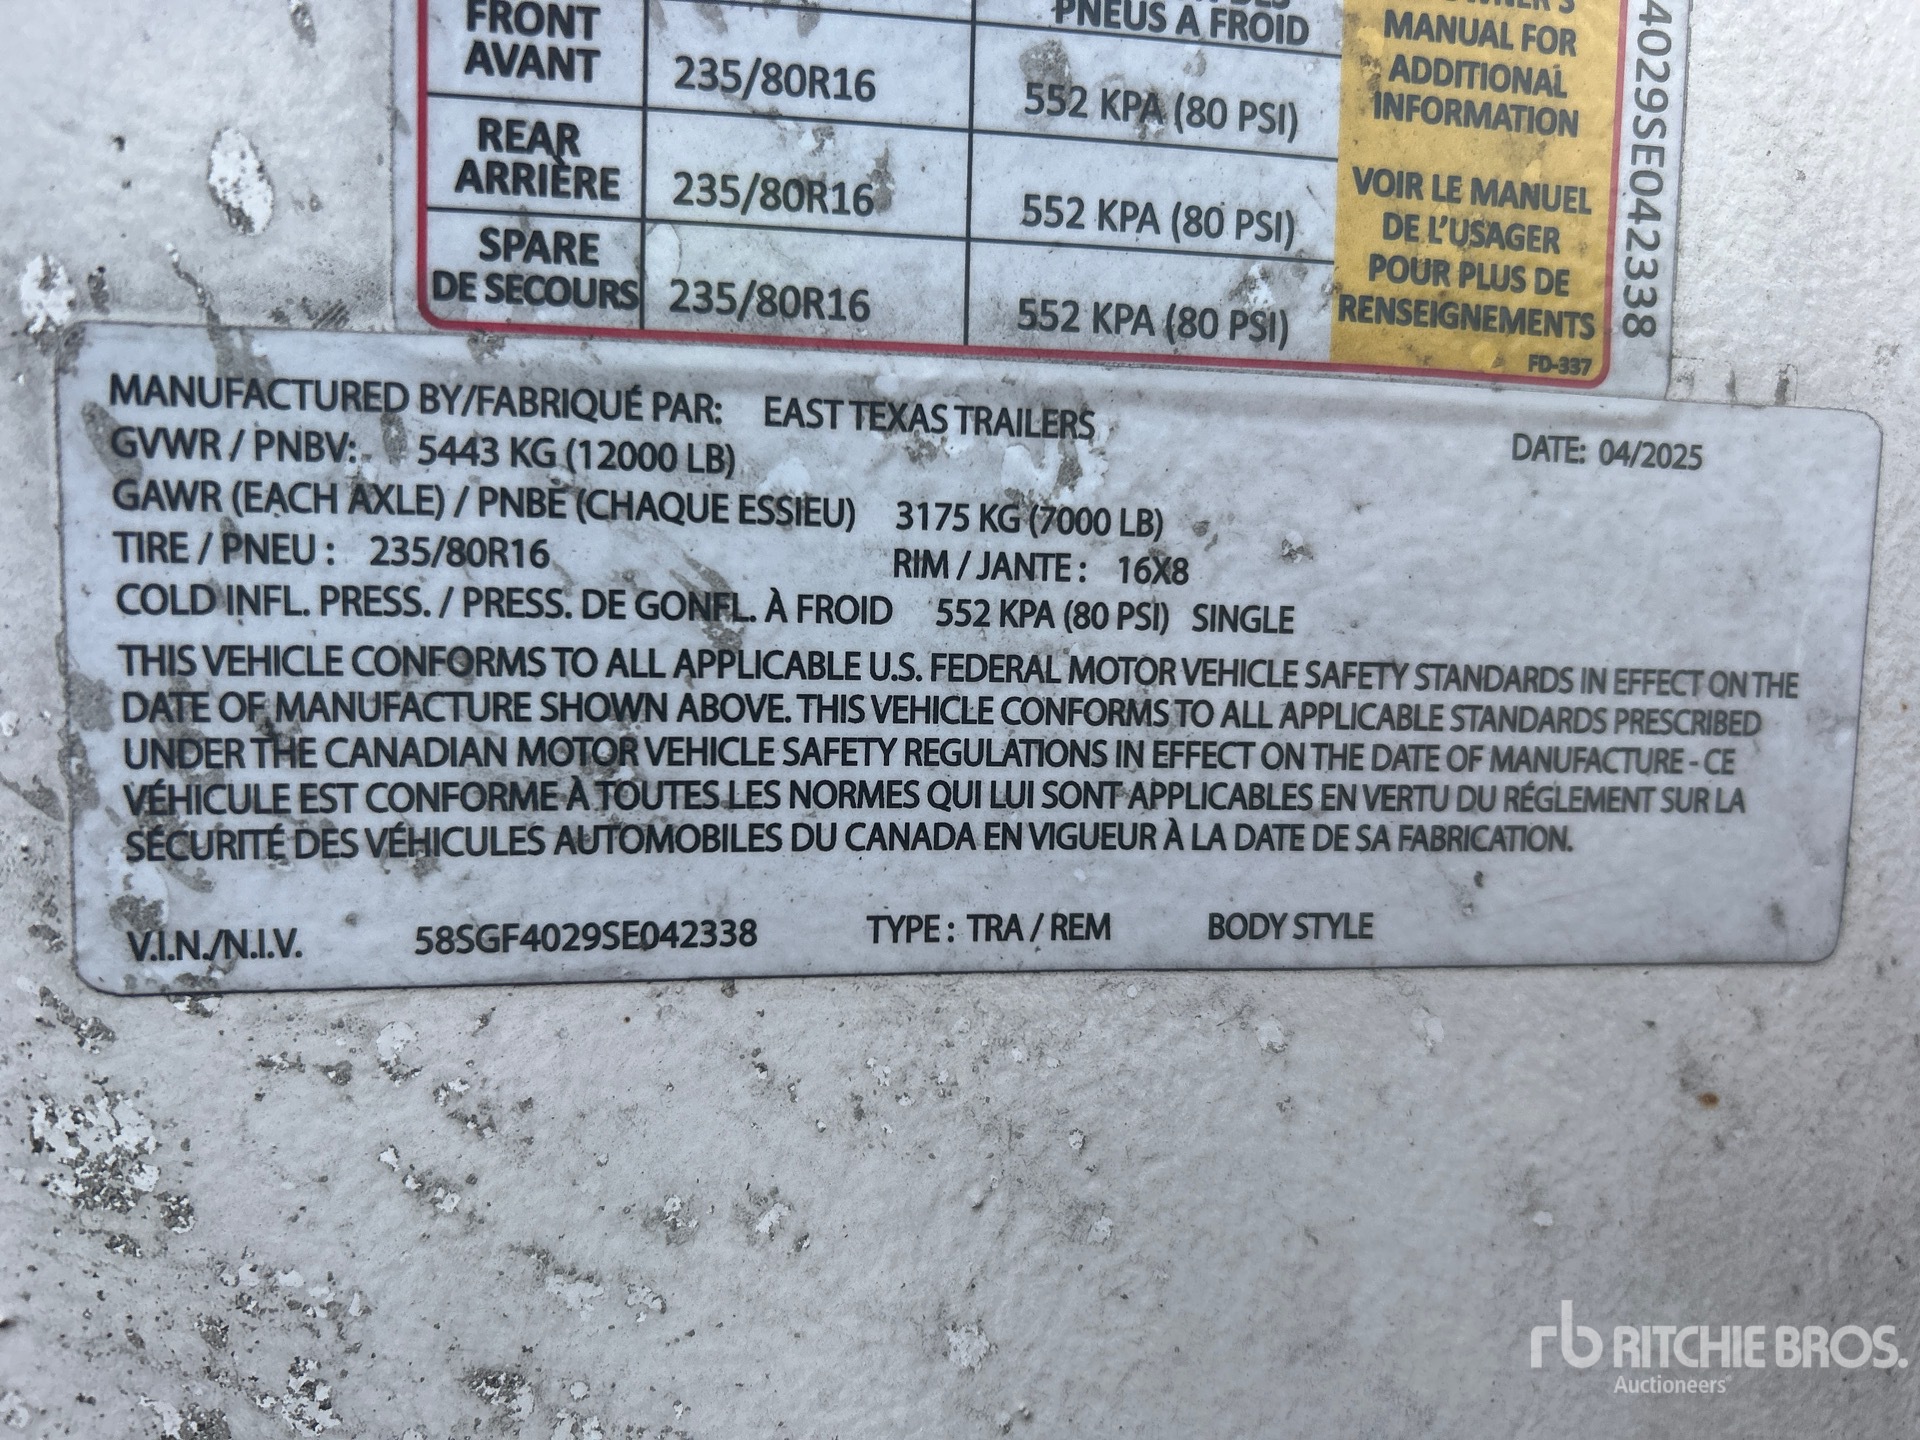 PNEUS A FROID
FRONT
AVANT
235/80R16
552 KPA (80 PSI)
REAR
ARRIÈRE
235/80R16
552 KPA (80 PSI)
SPARE
DE SECOURS
235/80R16
552 KPA (80 PSI)
MANUAL FOR
ADDITIONAL
INFORMATION
VOIR LE MANUEL
DE L'USAGER
POUR PLUS DE
RENSEIGNEMENTS
FD-337
4029SE042338
MANUFACTURED BY/FABRIQUÉ PAR: EAST TEXAS TRAILERS
DATE: 04/2025
GVWR / PNBV: 5443 KG (12000 LB)
GAWR (EACH AXLE) / PNBE (CHAQUE ESSIEU) 3175 KG (7000 LB)
TIRE / PNEU : 235/80R16 RIM / JANTE : 16X8
COLD INFL. PRESS. / PRESS. DE GONFL. À FROID 552 KPA (80 PSI) SINGLE
THIS VEHICLE CONFORMS TO ALL APPLICABLE U.S. FEDERAL MOTOR VEHICLE SAFETY STANDARDS IN EFFECT ON THE
DATE OF MANUFACTURE SHOWN ABOVE. THIS VEHICLE CONFORMS TO ALL APPLICABLE STANDARDS PRESCRIBED
UNDER THE CANADIAN MOTOR VEHICLE SAFETY REGULATIONS IN EFFECT ON THE DATE OF MANUFACTURE - CE
VÉHICULE EST CONFORME À TOUTES LES NORMES QUI LUI SONT APPLICABLES EN VERTU DU RÉGLEMENT SUR LA
SÉCURITÉ DES VÉHICULES AUTOMOBILES DU CANADA EN VIGUEUR À LA DATE DE SA FABRICATION.
V.I.N./N.I.V. 58SGF4029SE042338 TYPE : TRA / REM BODY STYLE
rb RITCHIE BROS.
Auctioneers